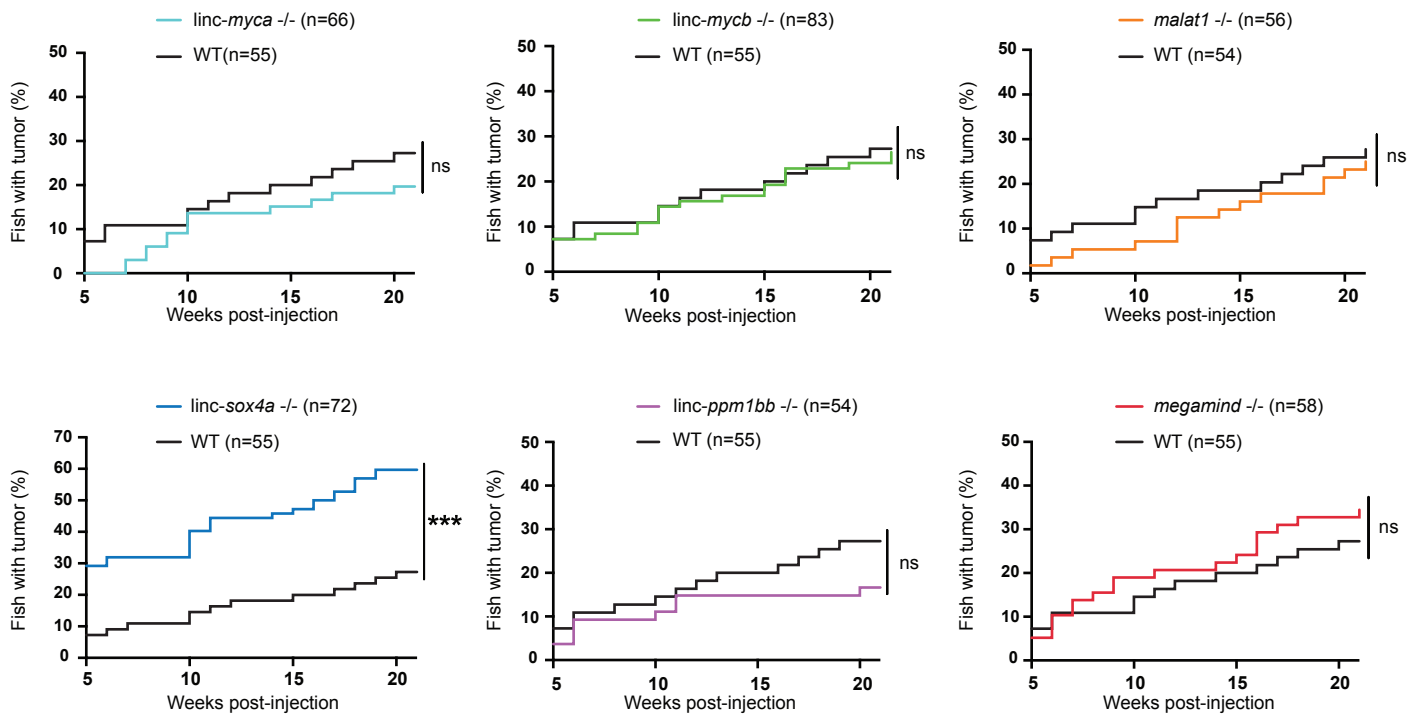 linc-myca -/- (n=66)
WT(n=55)
Fish with tumor (%)
50
40
30
20
10
0
5
10
15
20
Weeks post-injection
ns
linc-mycb -/- (n=83)
WT (n=55)
Fish with tumor (%)
50
40
30
20
10
0
5
10
15
20
Weeks post-injection
ns
malat1 -/- (n=56)
WT (n=54)
Fish with tumor (%)
50
40
30
20
10
0
5
10
15
20
Weeks post-injection
ns
linc-sox4a -/- (n=72)
WT (n=55)
Fish with tumor (%)
70
60
50
40
30
20
10
0
5
10
15
20
Weeks post-injection
***
linc-ppm1bb -/- (n=54)
WT (n=55)
Fish with tumor (%)
50
40
30
20
10
0
5
10
15
20
Weeks post-injection
ns
megamind -/- (n=58)
WT (n=55)
Fish with tumor (%)
50
40
30
20
10
0
5
10
15
20
Weeks post-injection
ns